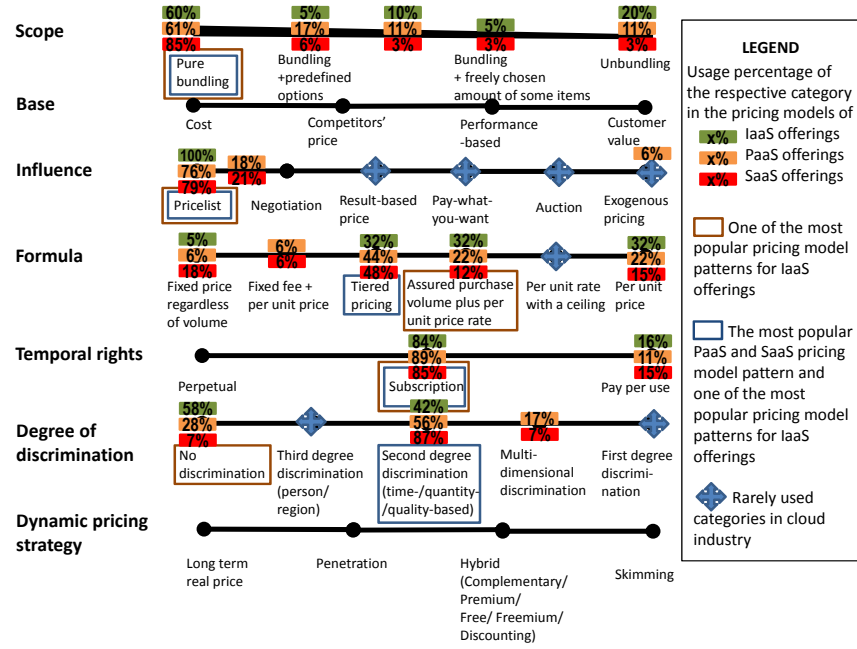 Scope
60% 5% 10% 20%
61% 17% 11% 5% 11%
85% 6% 3% 3% 3%
Pure
bundling
Bundling
+predefined
options
Bundling
+ freely chosen
amount of some items
Unbundling
Base
Cost
Competitors'
price
Performance
-based
Customer
value
Influence
100%
76%
79%
18%
21%
6%
Pricelist
Negotiation
Result-based
price
Pay-what-
you-want
Auction
Exogenous
pricing
Formula
5% 32% 32% 32%
6% 6% 44% 22% 22%
18% 6% 48% 12% 15%
Fixed price
regardless
of volume
Fixed fee +
per unit price
Tiered
pricing
Assured purchase
volume plus per
unit price rate
Per unit rate
with a ceiling
Per unit
price
Temporal rights
84% 16%
89% 11%
85% 15%
Perpetual
Subscription
Pay per use
Degree of
discrimination
58% 42%
28% 56% 17%
7% 87% 7%
No
discrimination
Third degree
discrimination
(person/
region)
Second degree
discrimination
(time-/quantity-
/quality-based)
Multi-
dimensional
discrimination
First degree
discrimi-
nation
Dynamic pricing
strategy
Long term
real price
Penetration
Hybrid
(Complementary/
Premium/
Free/ Freemium/
Discounting)
Skimming
LEGEND
Usage percentage of
the respective category
in the pricing models of
x% IaaS offerings
x% PaaS offerings
x% SaaS offerings
One of the most
popular pricing model
patterns for IaaS
offerings
The most popular
PaaS and SaaS pricing
model pattern and
one of the most
popular pricing model
patterns for IaaS
offerings
Rarely used
categories in cloud
industry